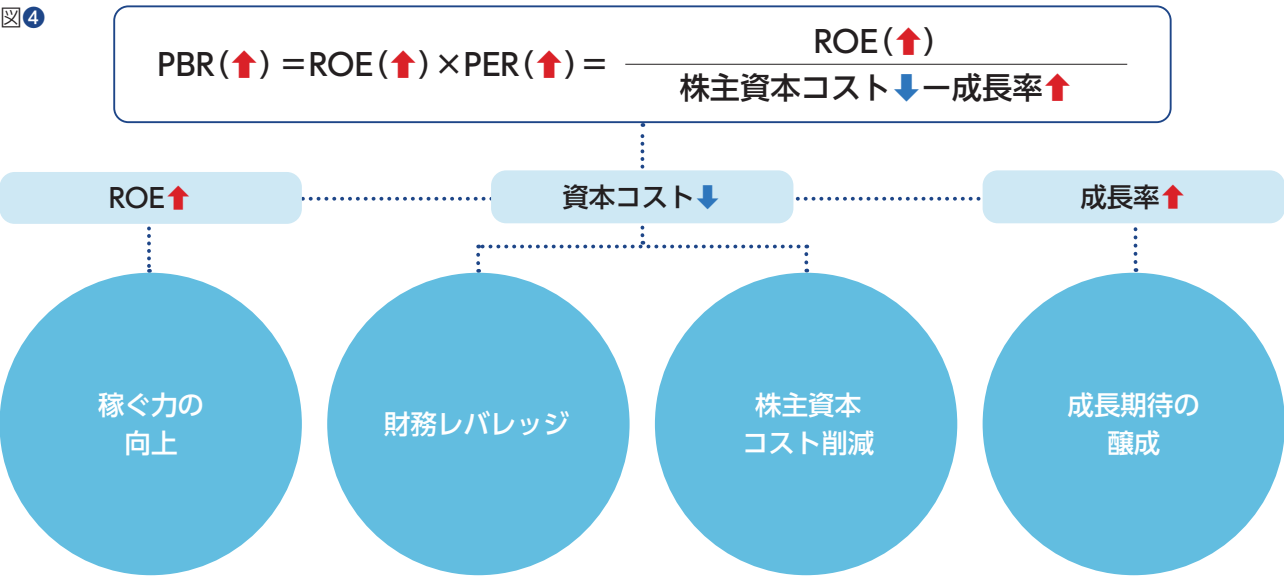 図❹
PBR(⬆)=ROE(⬆)×PER(⬆)=
ROE(⬆)
株主資本コスト⬇ー成長率⬆
ROE⬆
資本コスト⬇
成長率⬆
稼ぐ力の
向上
財務レバレッジ
株主資本
コスト削減
成長期待の
醸成